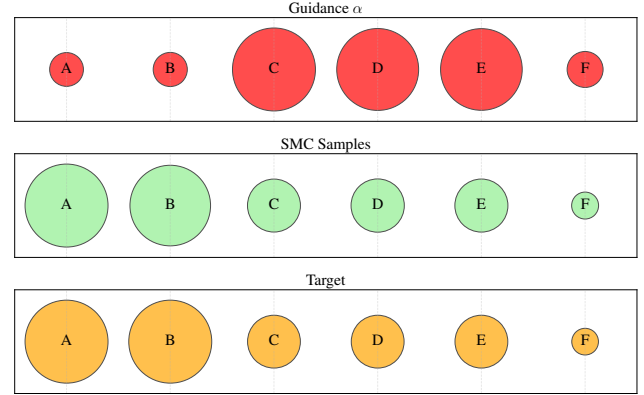 Guidance α
A B C D E F
SMC Samples
A B C D E F
Target
A B C D E F